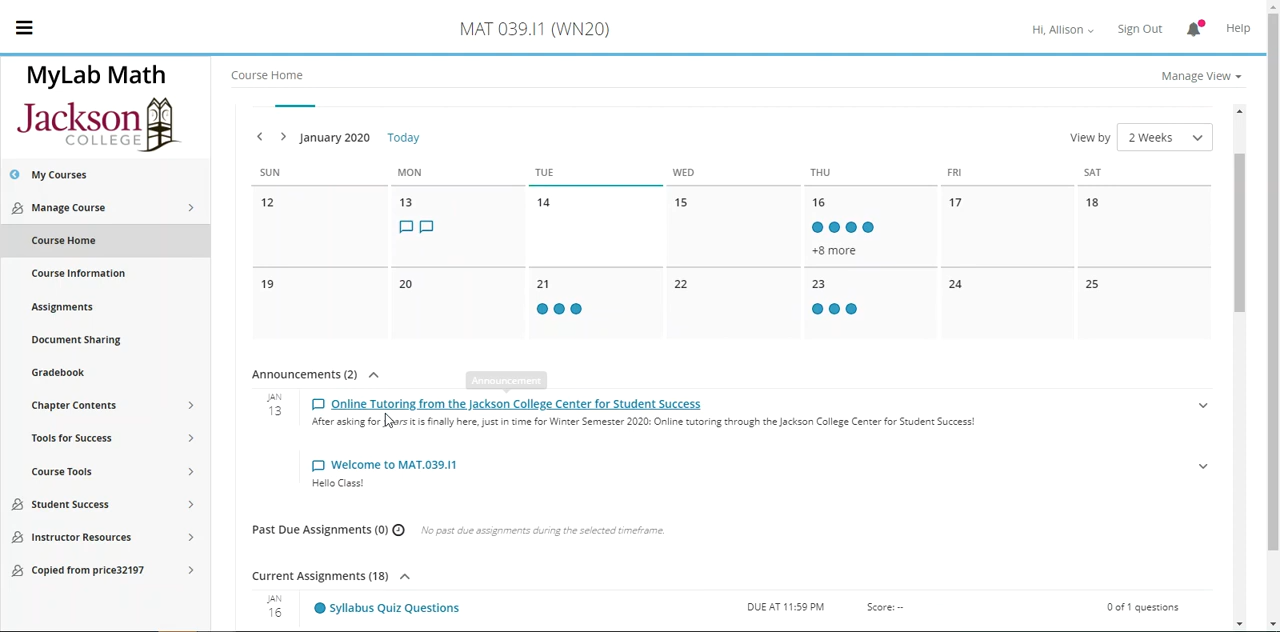 MAT 039.I1 (WN20)
Hi, Allison
Sign Out
Help
MyLab Math
Jackson
COLLEGE
My Courses
Manage Course
Course Home
Course Information
Assignments
Document Sharing
Gradebook
Chapter Contents
Tools for Success
Course Tools
Student Success
Instructor Resources
Copied from price32197
Course Home
Manage View
January 2020
Today
View by
2 Weeks
SUN MON TUE WED THU FRI SAT
12 13 14 15 16 17 18
+8 more
19 20 21 22 23 24 25
Announcements (2)
Announcement
JAN
13
Online Tutoring from the Jackson College Center for Student Success
After asking for years it is finally here, just in time for Winter Semester 2020: Online tutoring through the Jackson College Center for Student Success!
Welcome to MAT.039.I1
Hello Class!
Past Due Assignments (0)
No past due assignments during the selected timeframe.
Current Assignments (18)
JAN
16
Syllabus Quiz Questions
DUE AT 11:59 PM
Score: --
0 of 1 questions